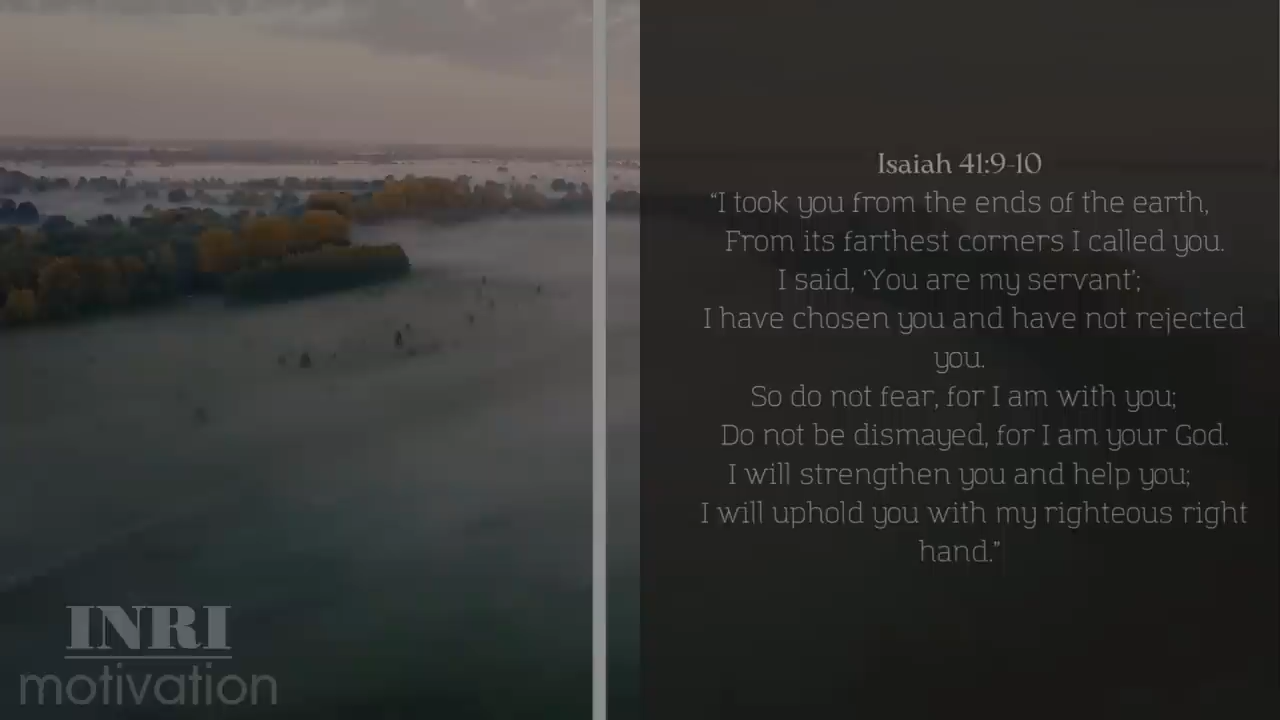 Isaiah 41:9-10
“I took you from the ends of the earth,
From its farthest corners I called you.
I said, ‘You are my servant’;
I have chosen you and have not rejected
you.
So do not fear, for I am with you;
Do not be dismayed, for I am your God.
I will strengthen you and help you;
I will uphold you with my righteous right
hand.”
INRI
motivation